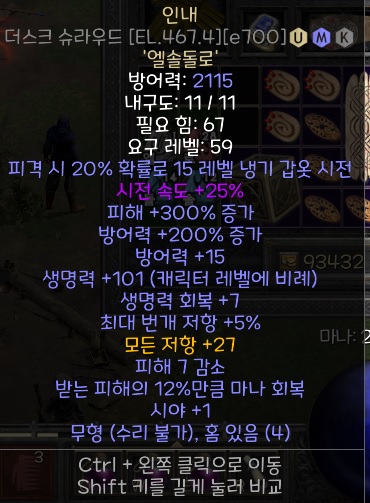 인내
더스크 슈라우드 [EL.467.4][e700] U M K
'엘솔돌로'
방어력: 2115
내구도: 11 / 11
필요 힘: 67
요구 레벨: 59
피격 시 20% 확률로 15 레벨 냉기 갑옷 시전
시전 속도 +25%
피해 +300% 증가
방어력 +200% 증가
방어력 +15
생명력 +101 (캐릭터 레벨에 비례)
생명력 회복 +7
최대 번개 저항 +5%
모든 저항 +27
피해 7 감소
받는 피해의 12%만큼 마나 회복
시야 +1
무형 (수리 불가), 홈 있음 (4)
Ctrl + 왼쪽 클릭으로 이동
Shift 키를 길게 눌러 비교
93432
마나: 2
3